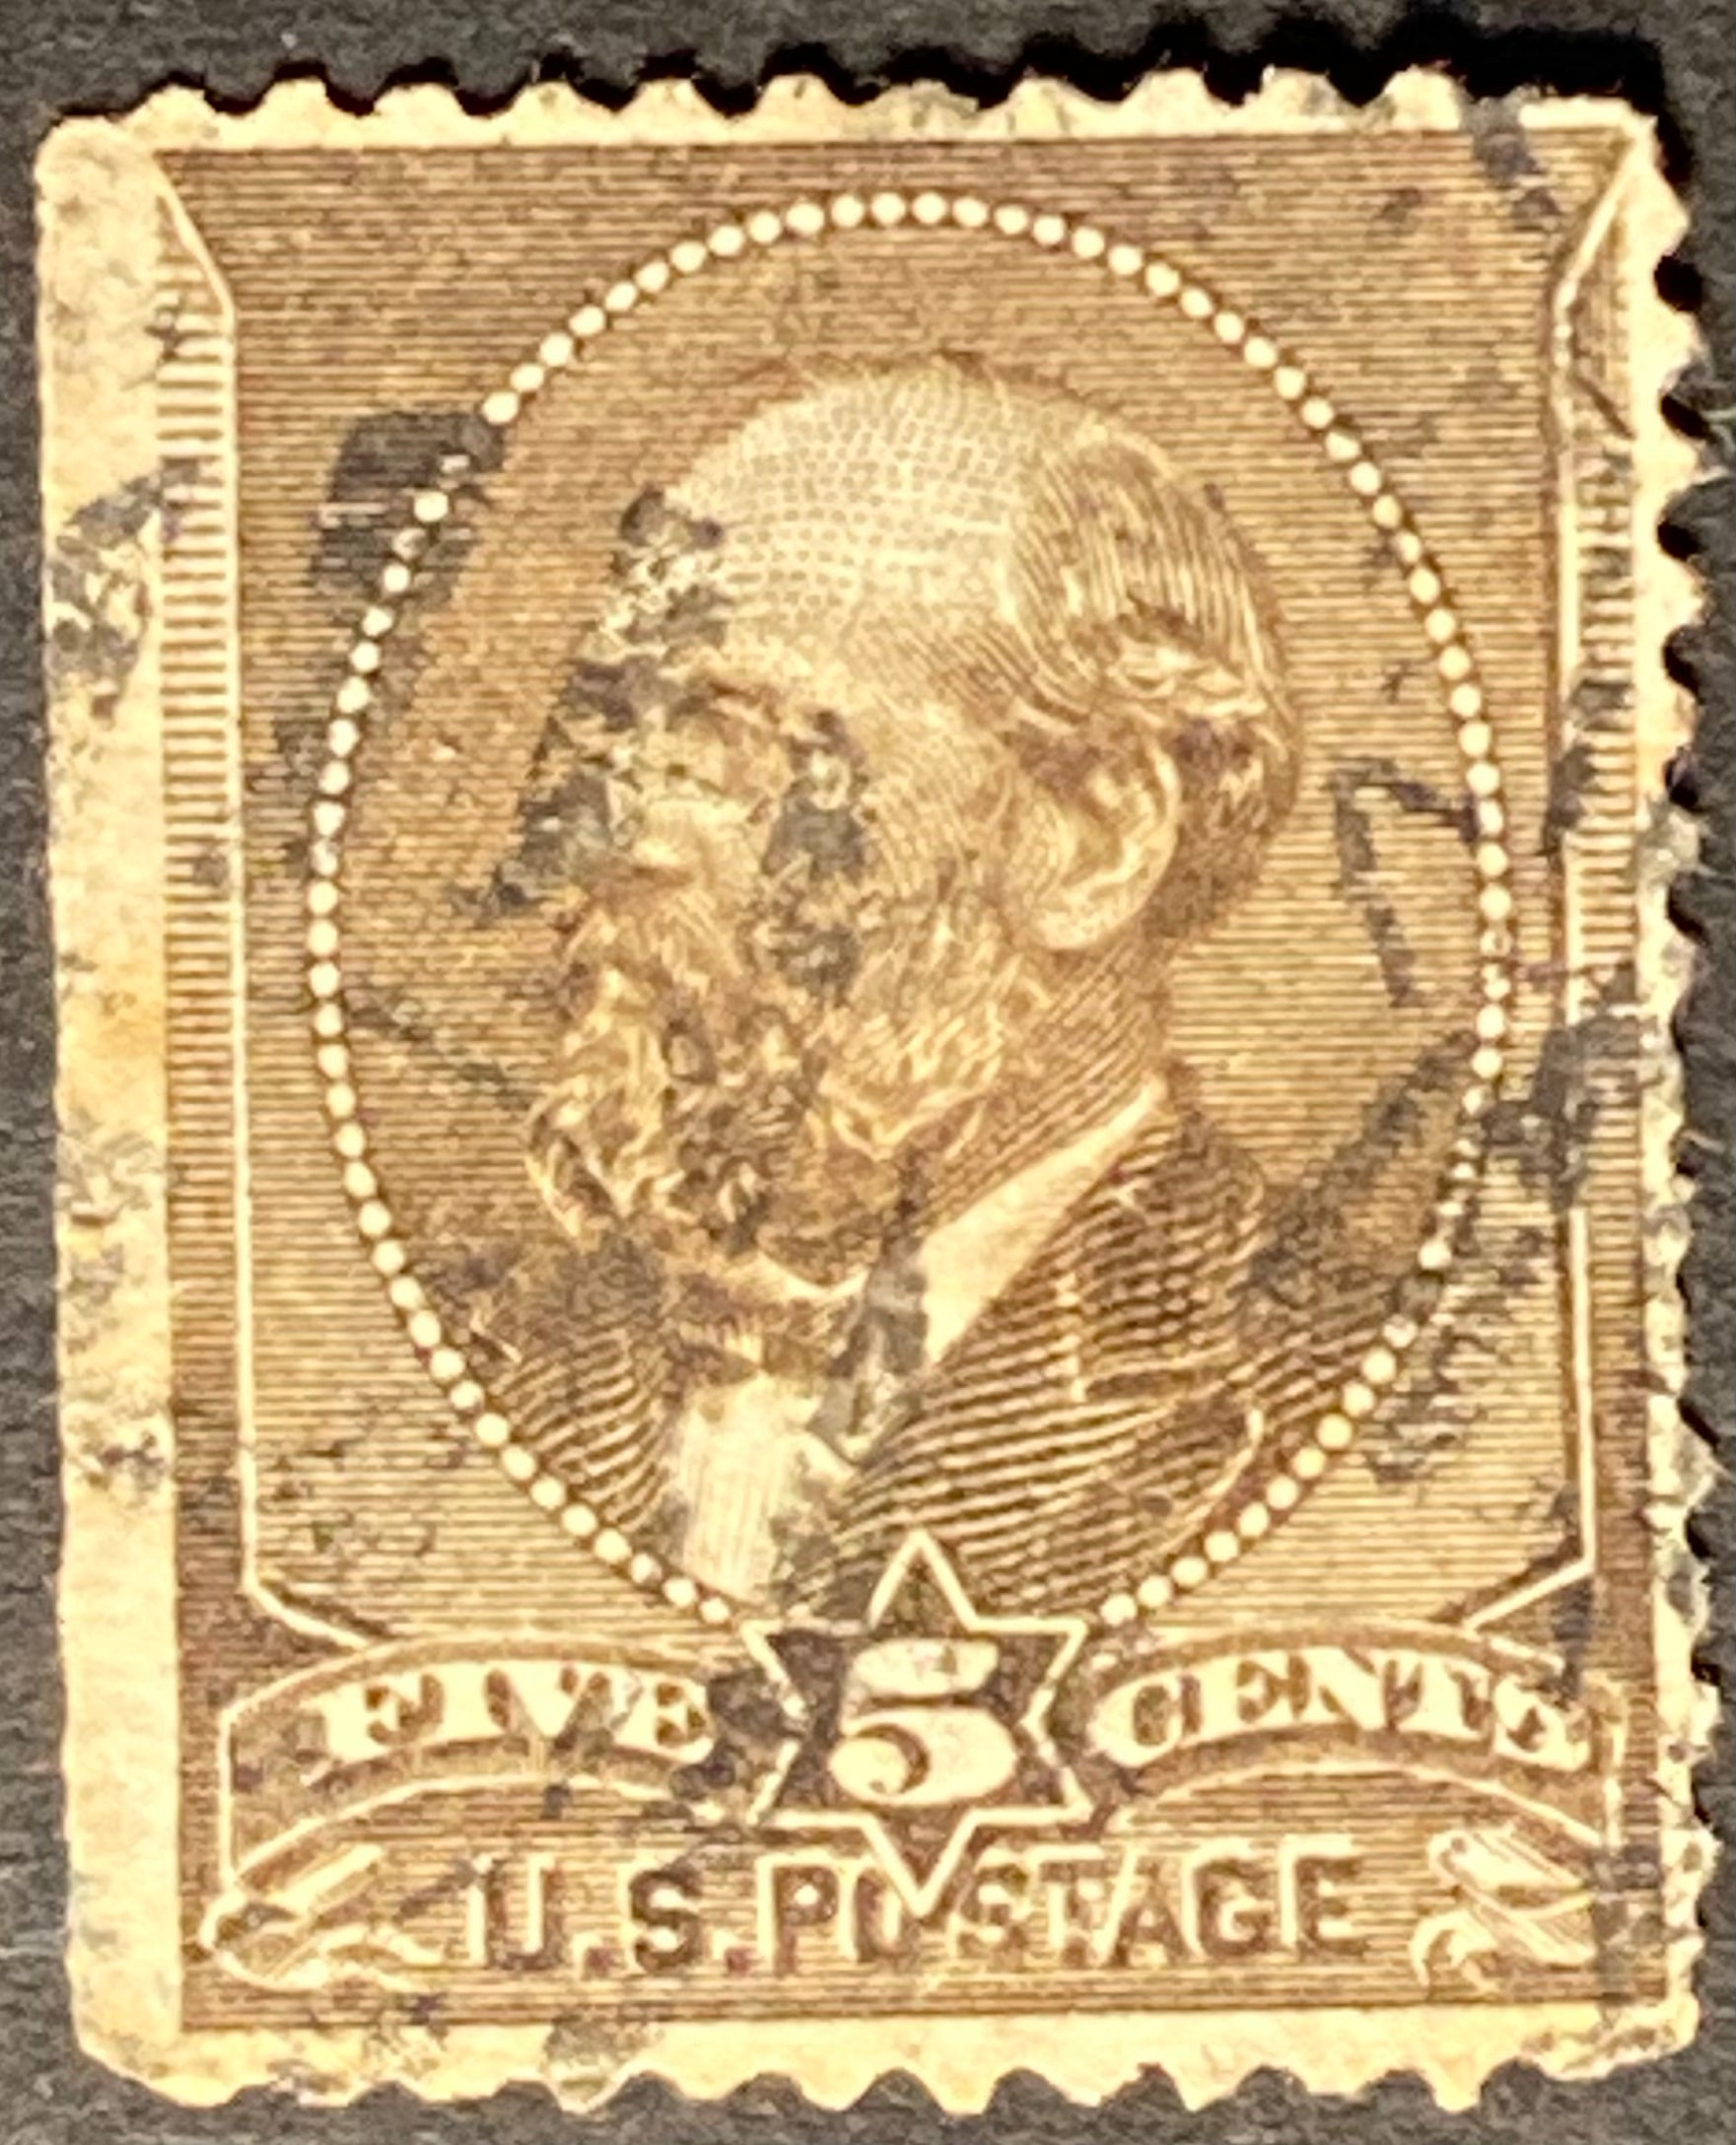 FIVE 5 CENTS
U.S. POSTAGE